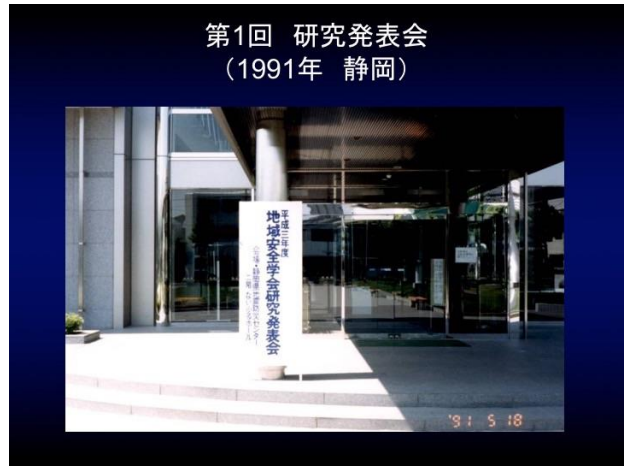 第1回 研究発表会
（1991年 静岡）
平成三年度
地域安全学会研究発表会
'91 5 18